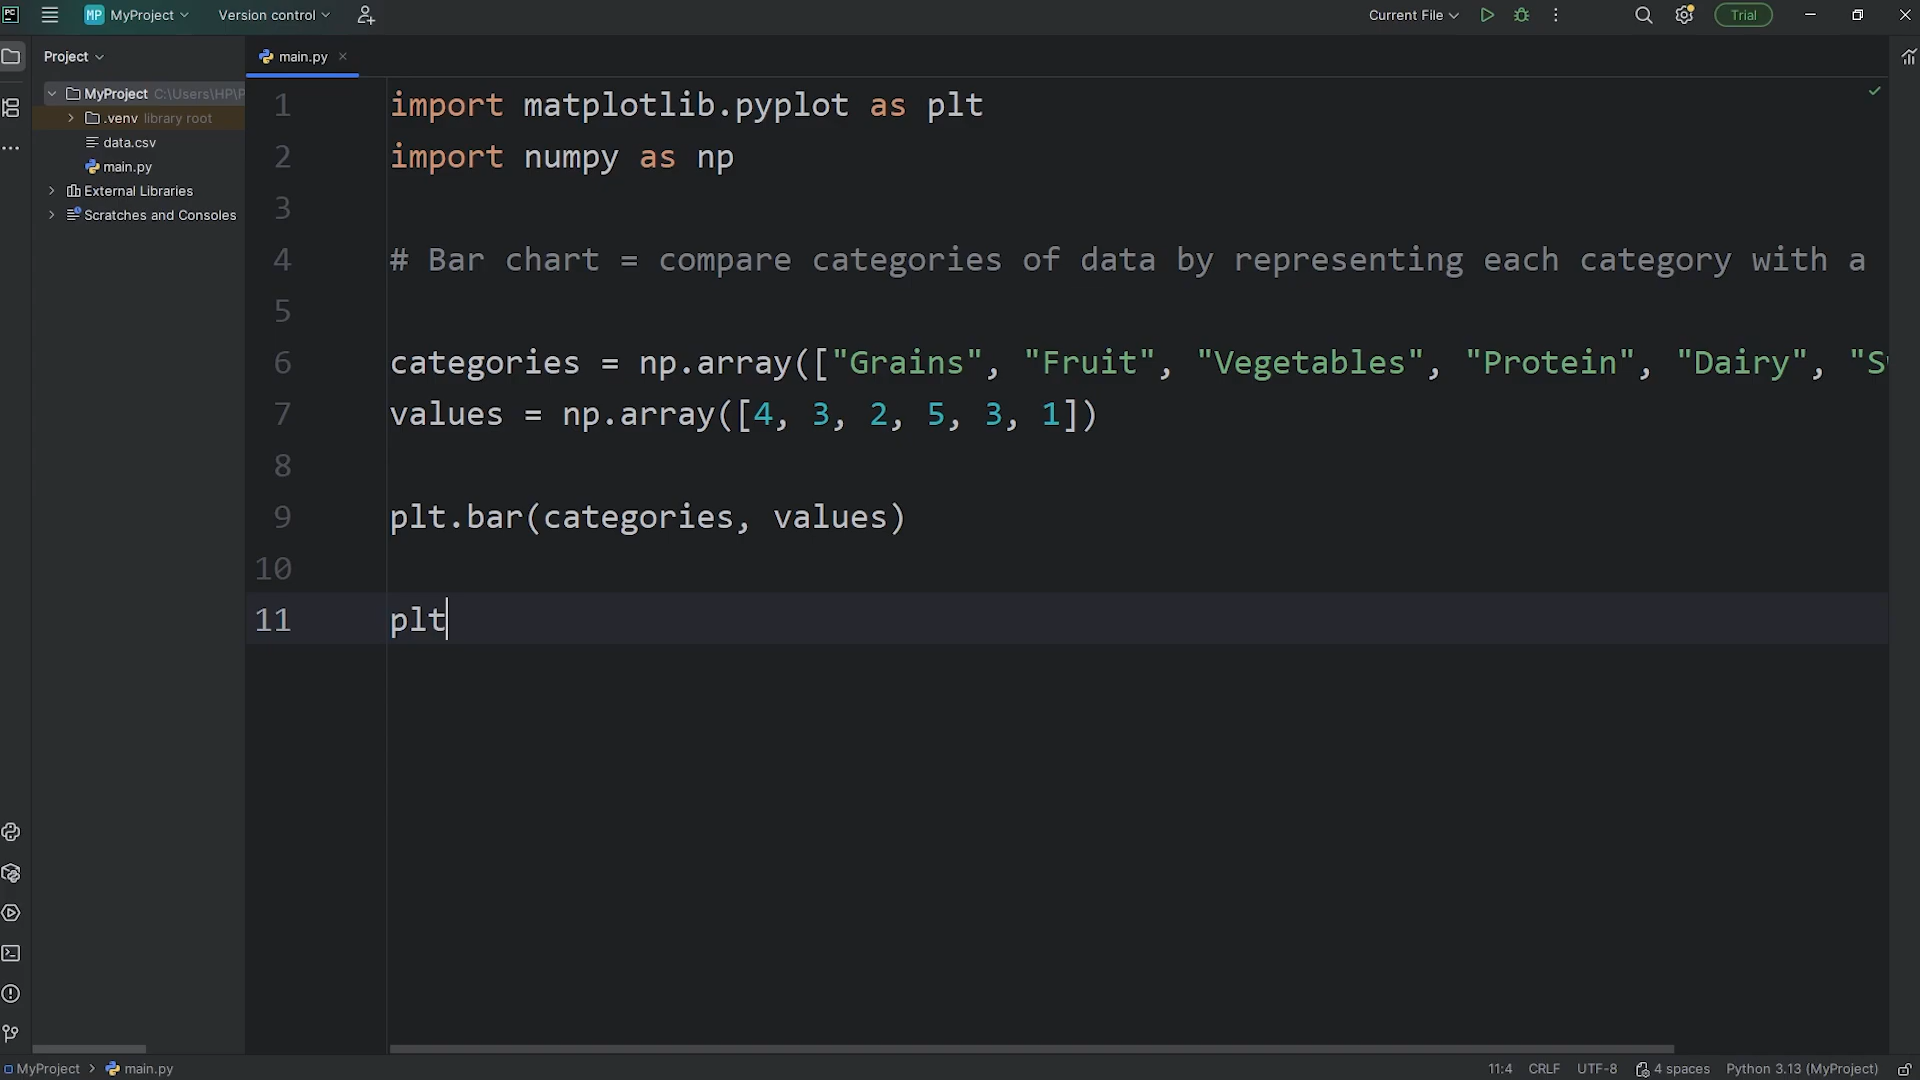 PC MP MyProject Version control Current File Trial
Project main.py
MyProject C:\Users\HP\P
.venv library root
data.csv
main.py
External Libraries
Scratches and Consoles
1 import matplotlib.pyplot as plt
2 import numpy as np
3
4 # Bar chart = compare categories of data by representing each category with a
5
6 categories = np.array(["Grains", "Fruit", "Vegetables", "Protein", "Dairy", "S
7 values = np.array([4, 3, 2, 5, 3, 1])
8
9 plt.bar(categories, values)
10
11 plt
MyProject > main.py 11:4 CRLF UTF-8 4 spaces Python 3.13 (MyProject)